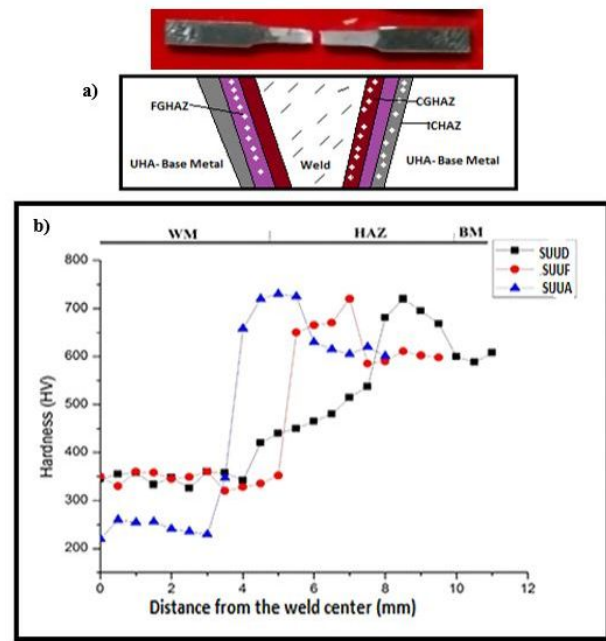 a)
FGHAZ
CGHAZ
ICHAZ
UHA- Base Metal
Weld
UHA- Base Metal
b)
WM
HAZ
BM
SUUD
SUUF
SUUA
800
700
600
500
400
300
200
Hardness (HV)
0 2 4 6 8 10 12
Distance from the weld center (mm)